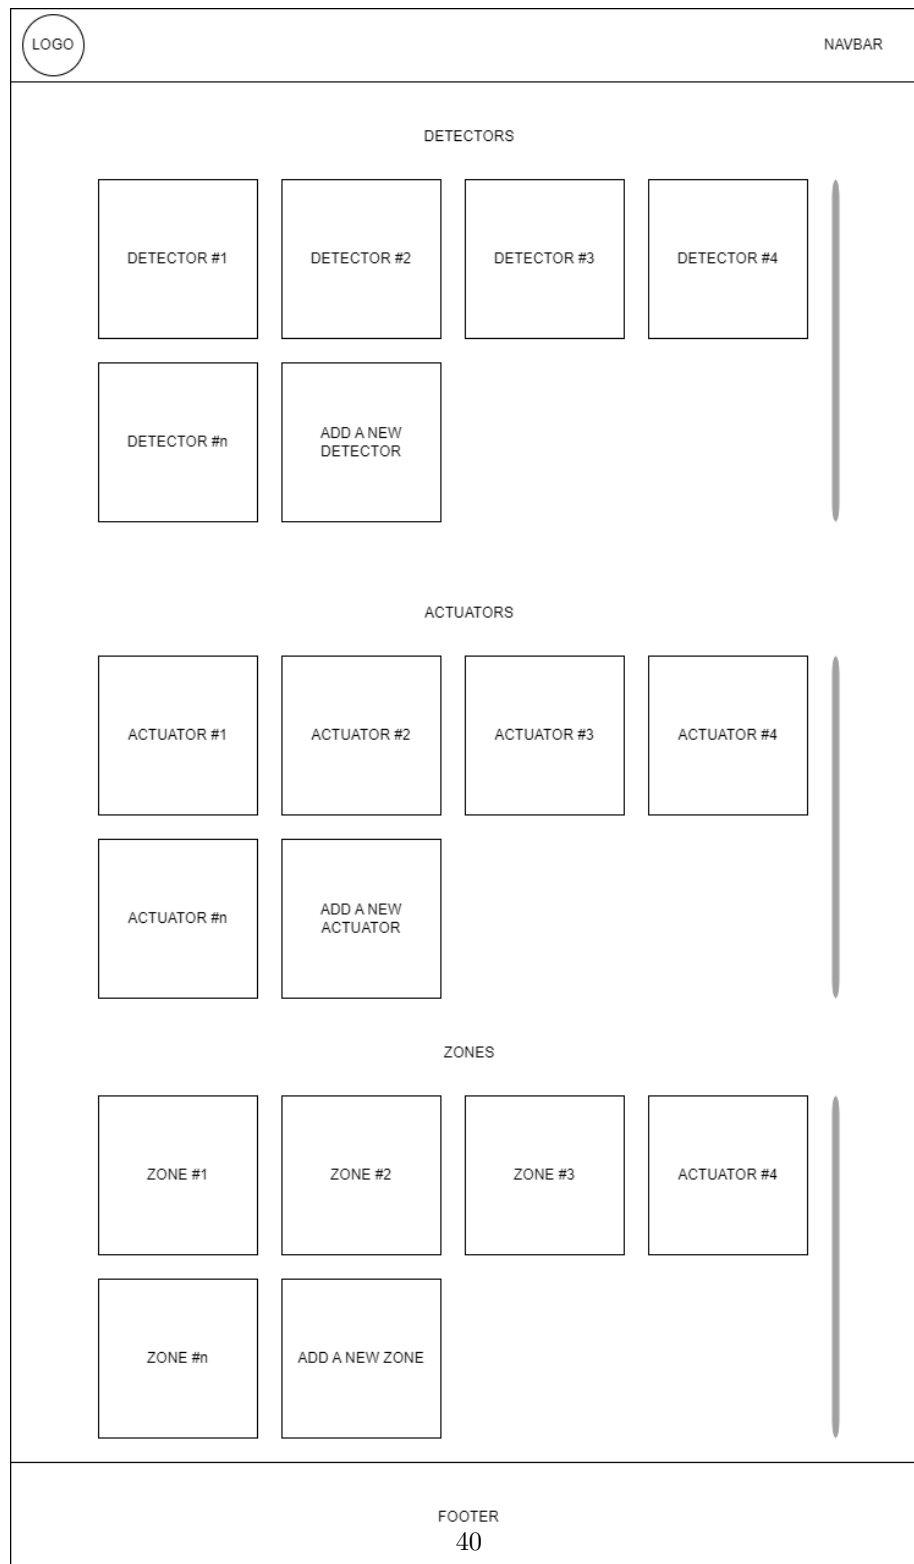 LOGO
NAVBAR
DETECTORS
DETECTOR #1
DETECTOR #2
DETECTOR #3
DETECTOR #4
DETECTOR #n
ADD A NEW
DETECTOR
ACTUATORS
ACTUATOR #1
ACTUATOR #2
ACTUATOR #3
ACTUATOR #4
ACTUATOR #n
ADD A NEW
ACTUATOR
ZONES
ZONE #1
ZONE #2
ZONE #3
ACTUATOR #4
ZONE #n
ADD A NEW ZONE
FOOTER
40